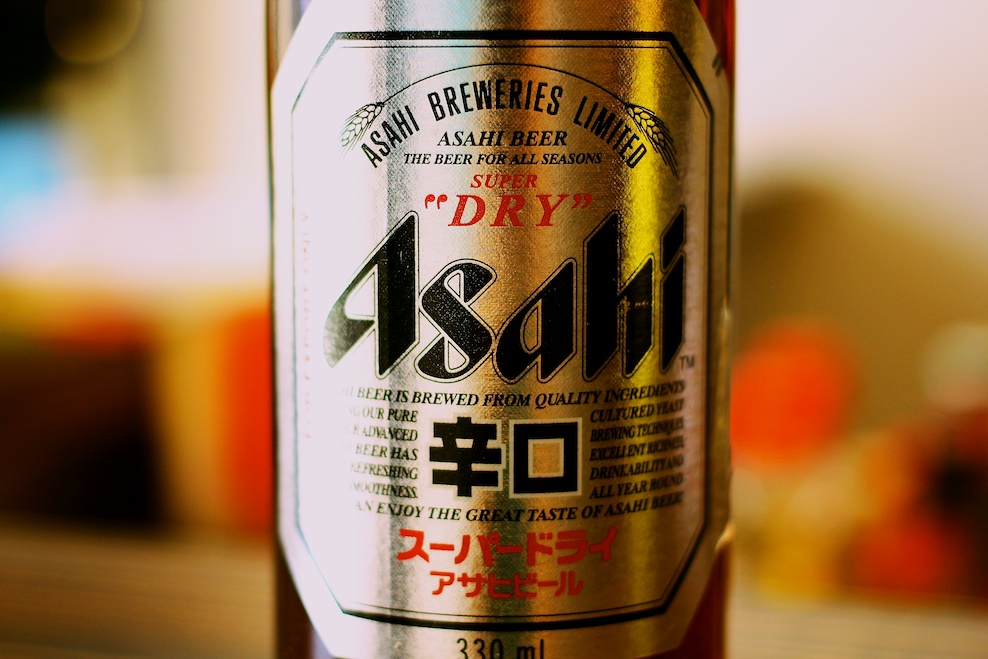 ASAHI BREWERIES LIMITED
ASAHI BEER
THE BEER FOR ALL SEASONS
SUPER
"DRY"
Asahi
TM
BEER IS BREWED FROM QUALITY INGREDIENTS
OUR PURE
CULTURED YEAST
ADVANCED
BREWING TECHNIQUES
BEER HAS
EXCELLENT RICHNESS
REFRESHING
DRINKABILITY AND
SMOOTHNESS.
ALL YEAR ROUND
ENJOY THE GREAT TASTE OF ASAHI BEER
辛口
スーパードライ
アサヒビール
330 ml